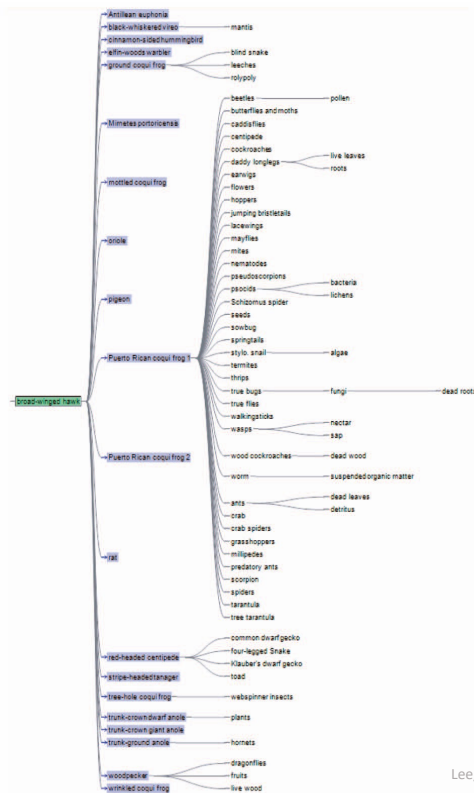 Antillean euphonia
black-whiskered vireo
mantis
cinnamon-sided hummingbird
elfin-woods warbler
ground coqui frog
blind snake
leeches
rolypoly
Mimetes portoricensis
mottled coqui frog
oriole
pigeon
Puerto Rican coqui frog 1
beetles
pollen
butterflies and moths
caddisflies
centipede
cockroaches
daddy longlegs
live leaves
roots
earwigs
flowers
hoppers
jumping bristletails
lacewings
mayflies
mites
nematodes
pseudoscorpions
psocids
bacteria
lichens
Schizomus spider
seeds
sowbug
springtails
stylo. snail
algae
termites
thrips
true bugs
fungi
dead roots
true flies
walkingsticks
wasps
nectar
sap
wood cockroaches
dead wood
worm
suspended organic matter
ants
dead leaves
detritus
crab
crab spiders
grasshoppers
millipedes
predatory ants
scorpion
spiders
tarantula
tree tarantula
broad-winged hawk
Puerto Rican coqui frog 2
rat
red-headed centipede
common dwarf gecko
four-legged Snake
Klauber's dwarf gecko
toad
stripe-headed tanager
tree-hole coqui frog
webspinner insects
trunk-crown dwarf anole
plants
trunk-crown giant anole
trunk-ground anole
hornets
woodpecker
dragonflies
fruits
live wood
wrinkled coqui frog
Lee